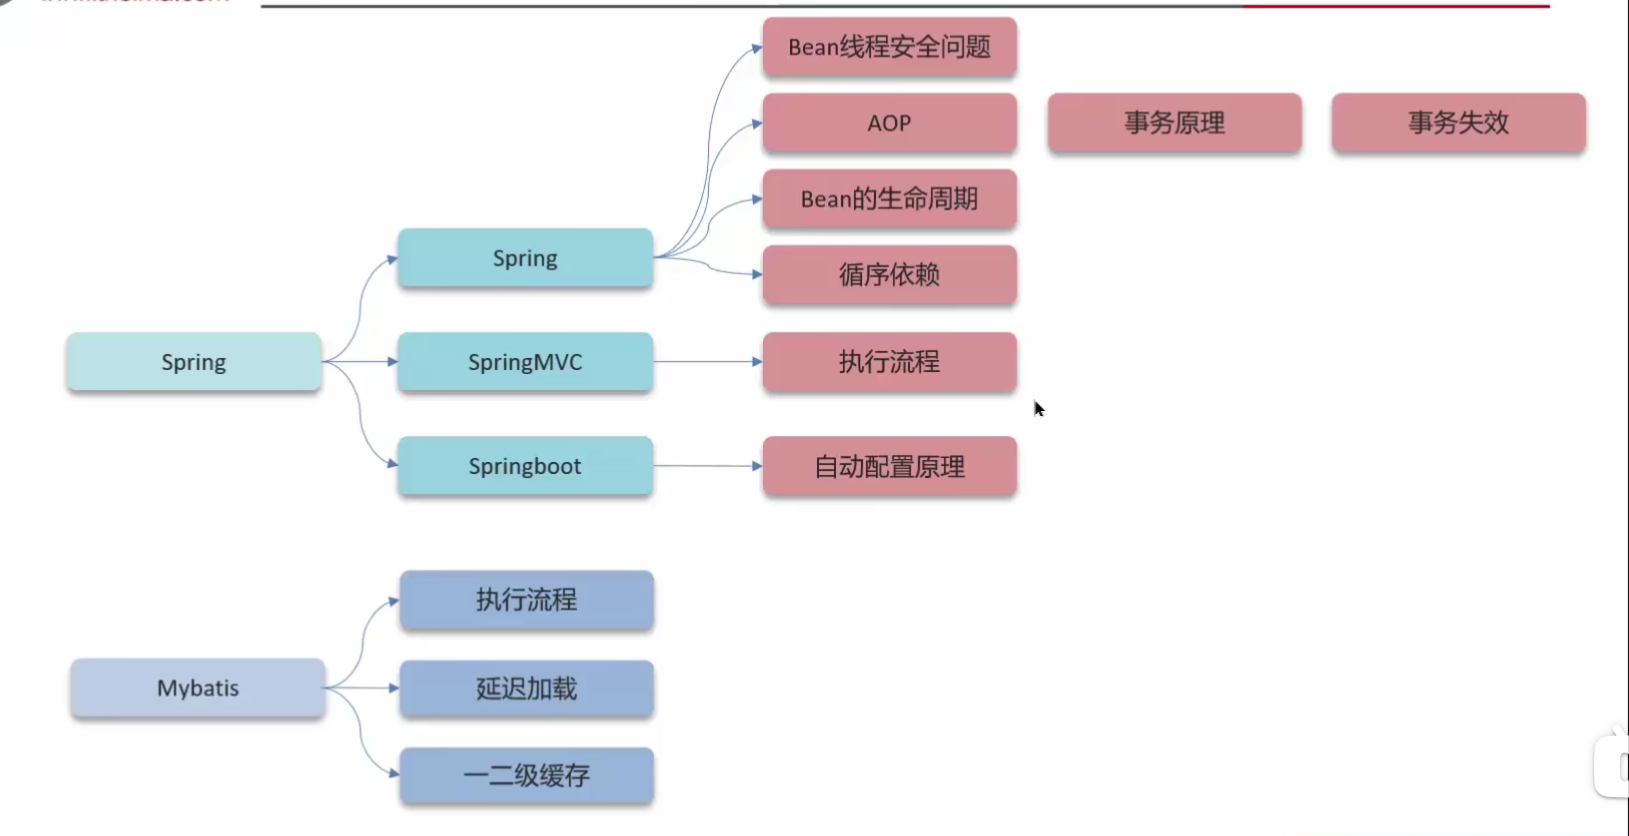 Bean线程安全问题
AOP
事务原理
事务失效
Bean的生命周期
循序依赖
Spring
Spring
SpringMVC
执行流程
Springboot
自动配置原理
Mybatis
执行流程
延迟加载
一二级缓存